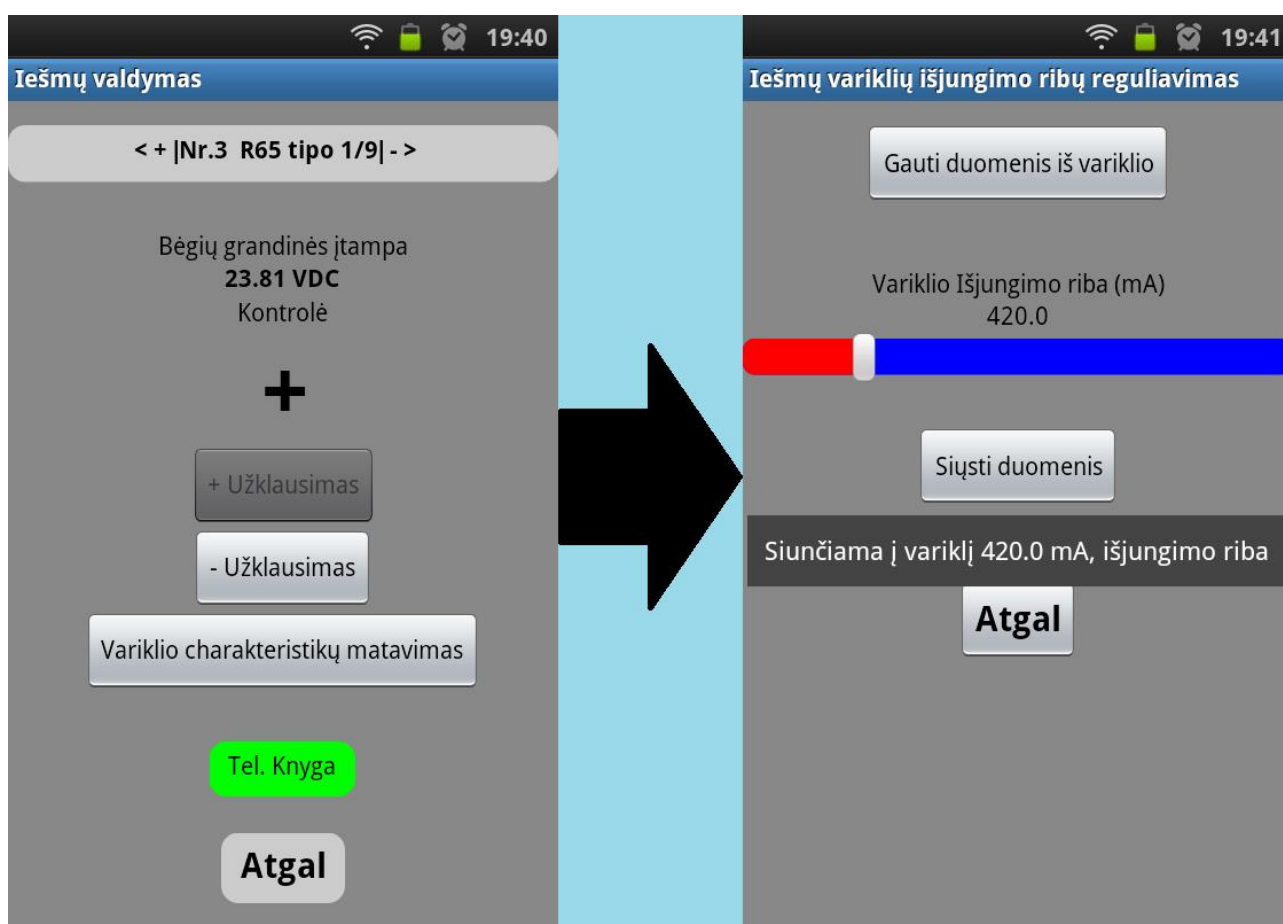 19:40
Iešmų valdymas
< + |Nr.3 R65 tipo 1/9| - >
Bėgių grandinės įtampa
23.81 VDC
Kontrolė
+
+ Užklausimas
- Užklausimas
Variklio charakteristikų matavimas
Tel. Knyga
Atgal
19:41
Iešmų variklių išjungimo ribų reguliavimas
Gauti duomenis iš variklio
Variklio Išjungimo riba (mA)
420.0
Siųsti duomenis
Siunčiama į variklį 420.0 mA, išjungimo riba
Atgal